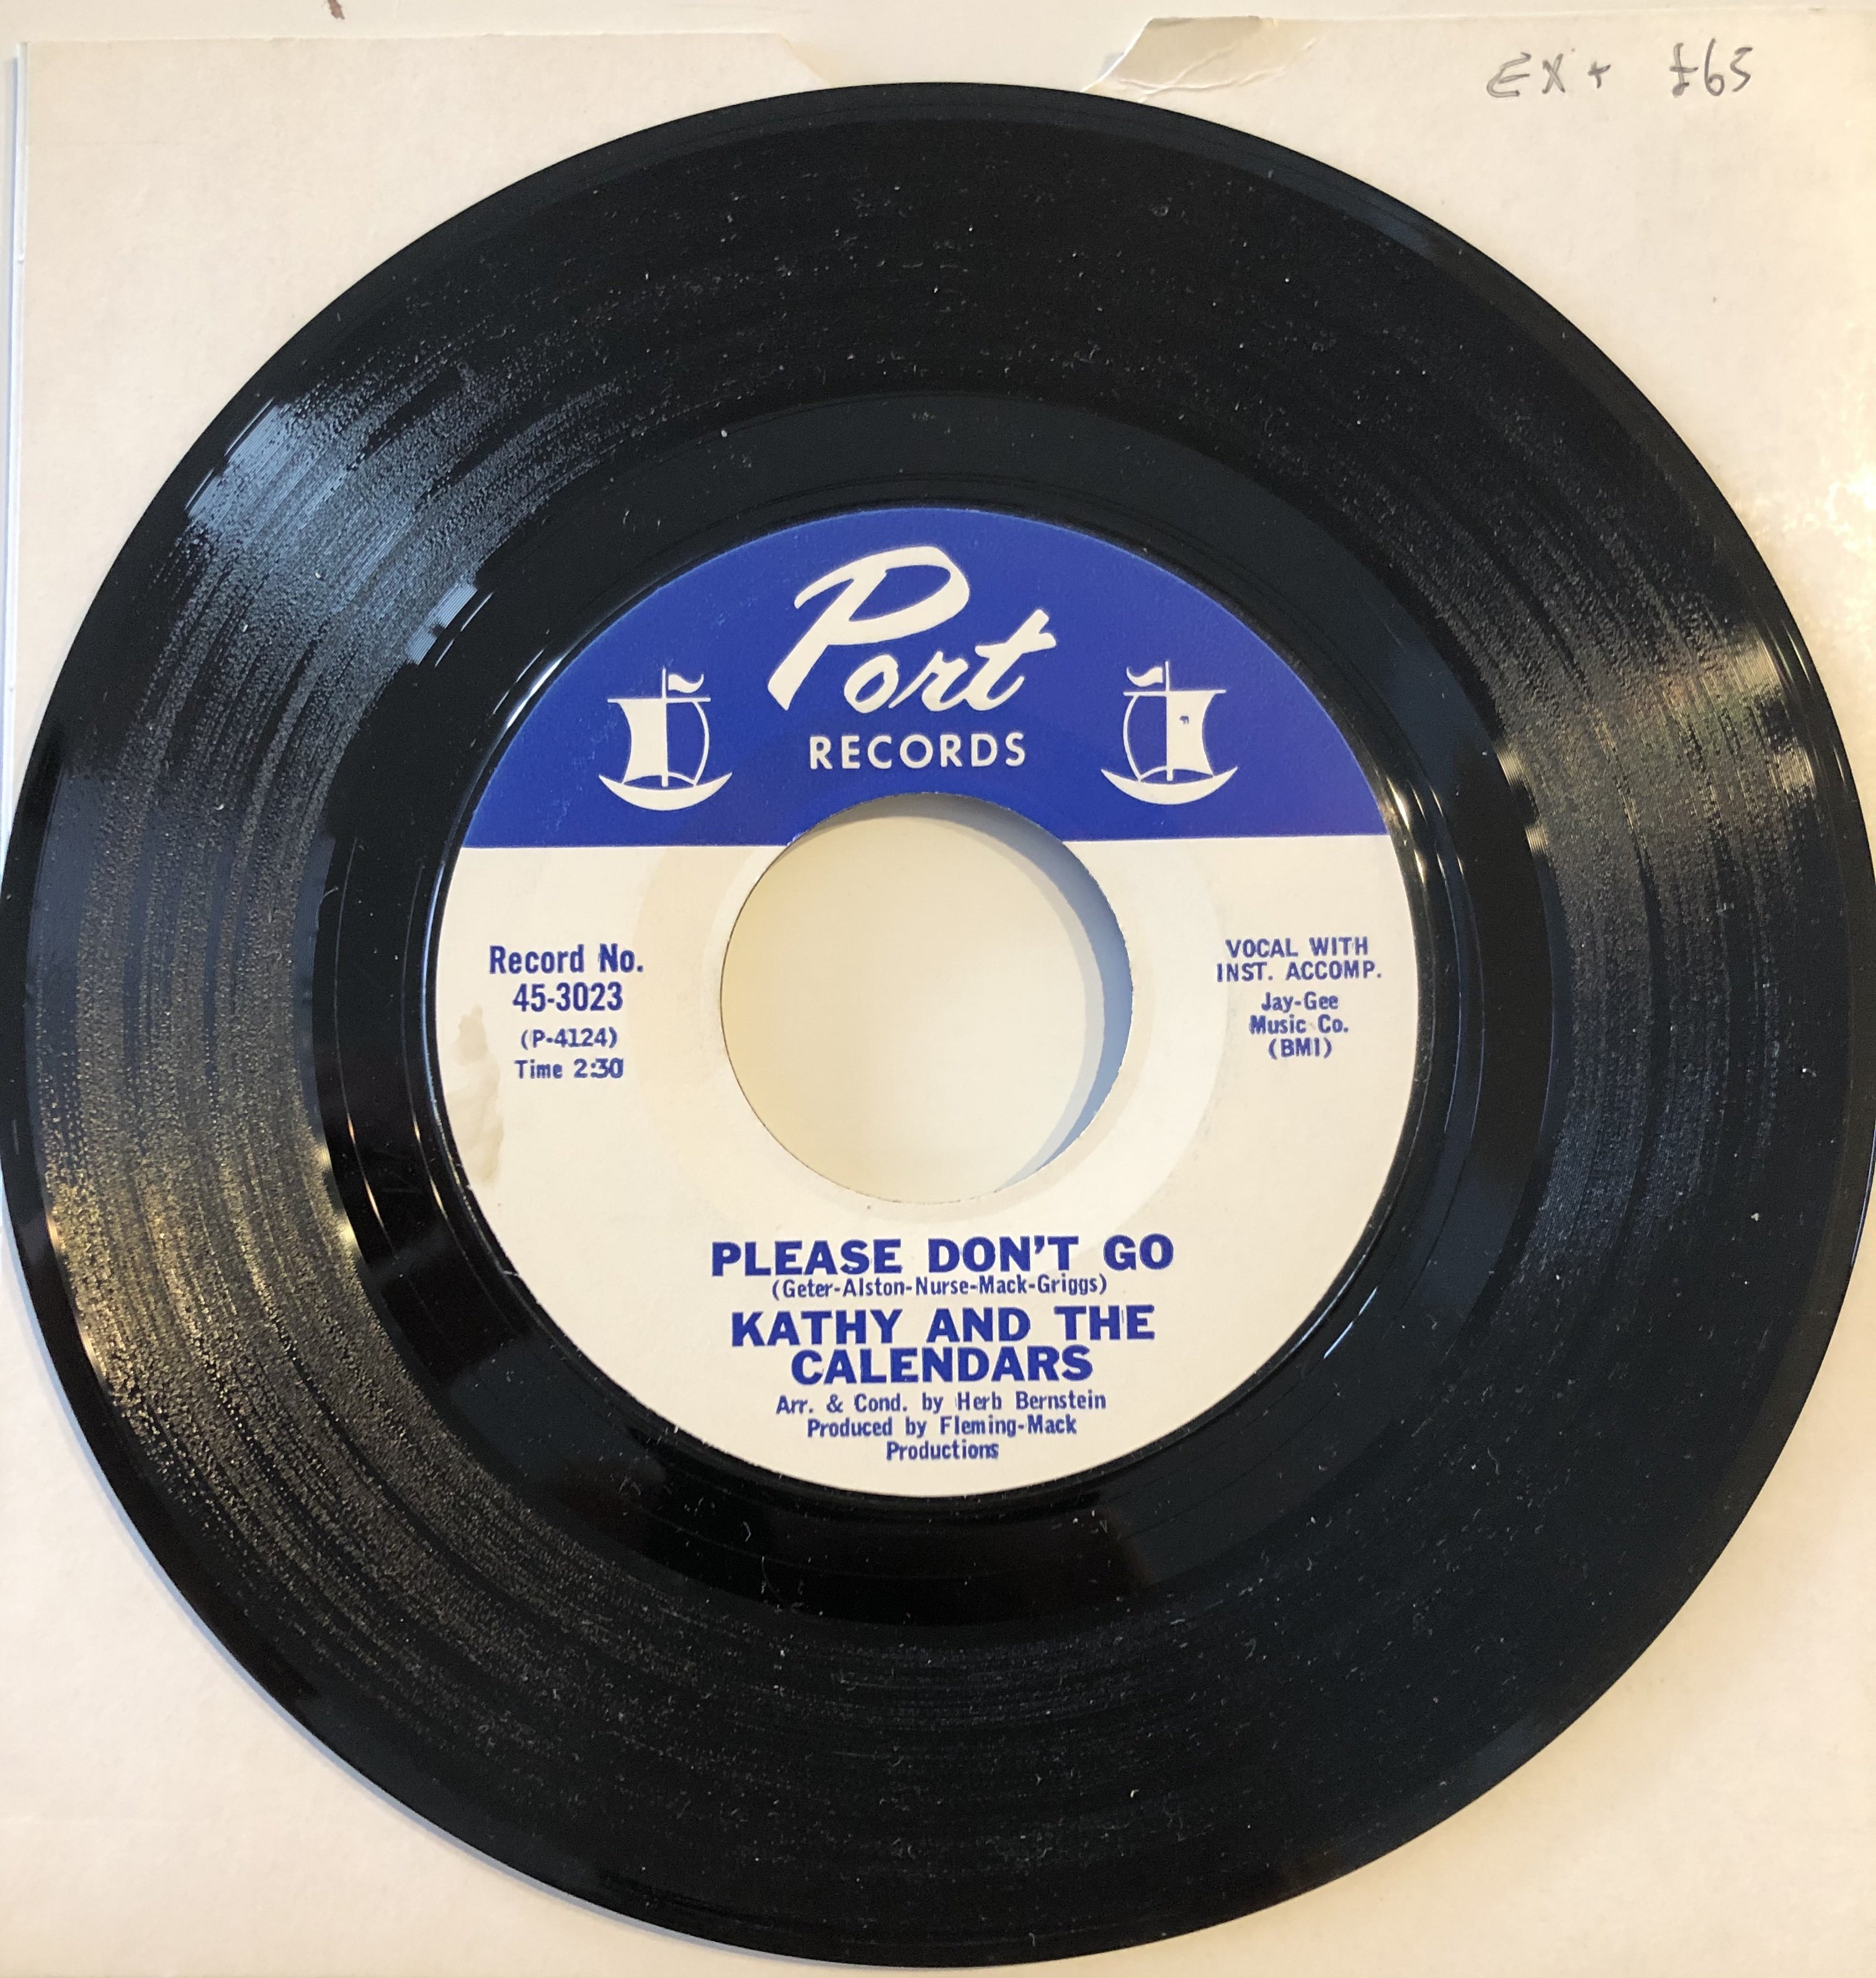 EX+ £65
Port
RECORDS
Record No.
45-3023
(P-4124)
Time 2:30
VOCAL WITH
INST. ACCOMP.
Jay-Gee
Music Co.
(BMI)
PLEASE DON'T GO
(Geter-Alston-Nurse-Mack-Griggs)
KATHY AND THE
CALENDARS
Arr. & Cond. by Herb Bernstein
Produced by Fleming-Mack
Productions